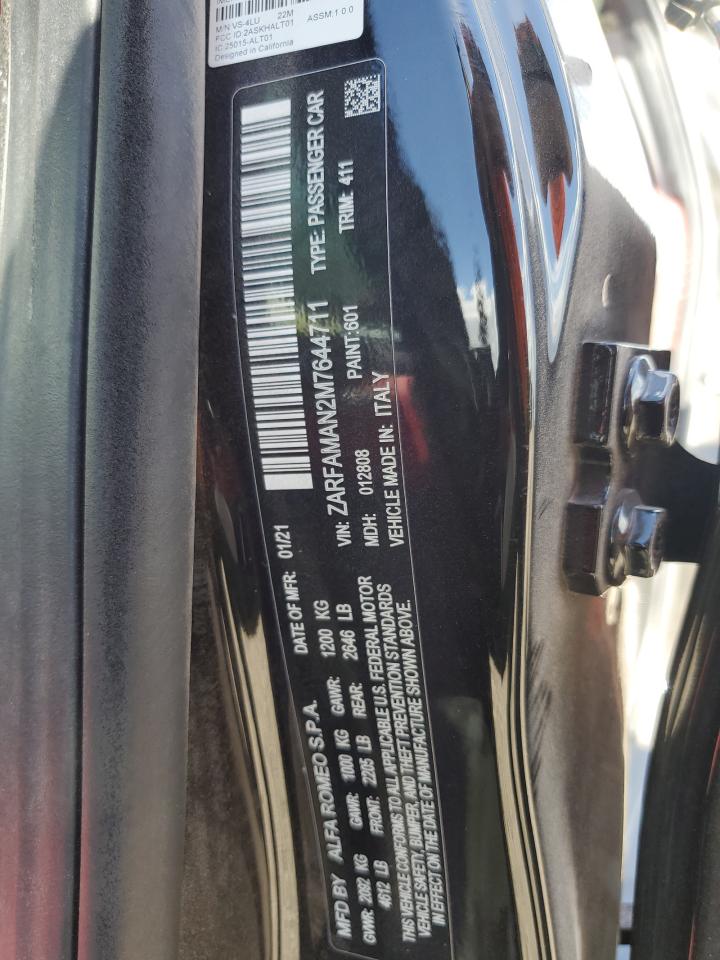 M/N VS-4LU 22M
FCC ID:2ASKHALT01 ASSM:1 0 0
IC:25015-ALT01
Designed in California
MFD BY ALFA ROMEO S.P.A. DATE OF MFR: 01/21
GVWR: 2092 KG GAWR: 1000 KG GAWR: 1200 KG
4612 LB FRONT: 2205 LB REAR: 2646 LB
THIS VEHICLE CONFORMS TO ALL APPLICABLE U.S. FEDERAL MOTOR
VEHICLE SAFETY, BUMPER, AND THEFT PREVENTION STANDARDS
IN EFFECT ON THE DATE OF MANUFACTURE SHOWN ABOVE.
VIN: ZARFAMAN2M7644711 TYPE: PASSENGER CAR
MDH: 012808 PAINT:601 TRIM: 411
VEHICLE MADE IN: ITALY